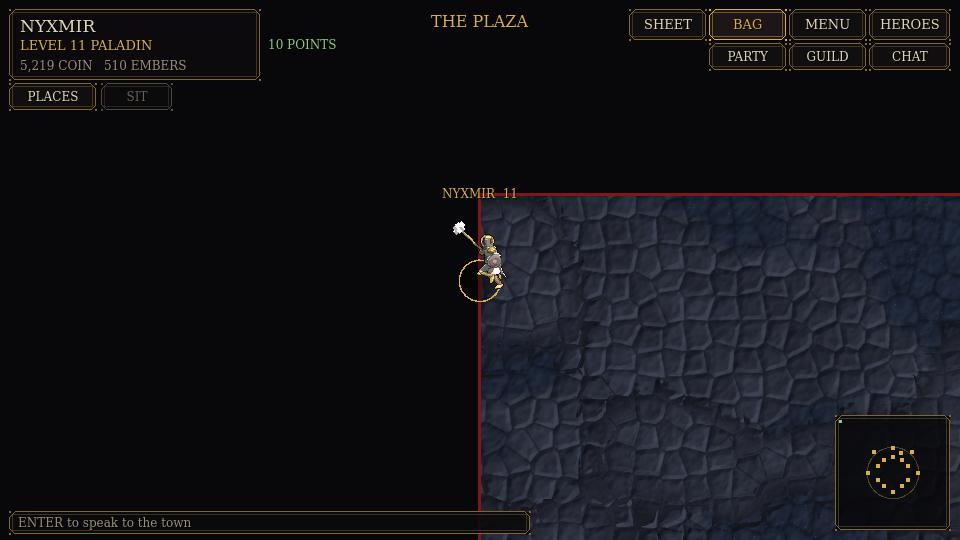 NYXMIR
LEVEL 11 PALADIN
5,219 COIN 510 EMBERS
10 POINTS
THE PLAZA
SHEET BAG MENU HEROES
PARTY GUILD CHAT
PLACES SIT
NYXMIR 11
ENTER to speak to the town